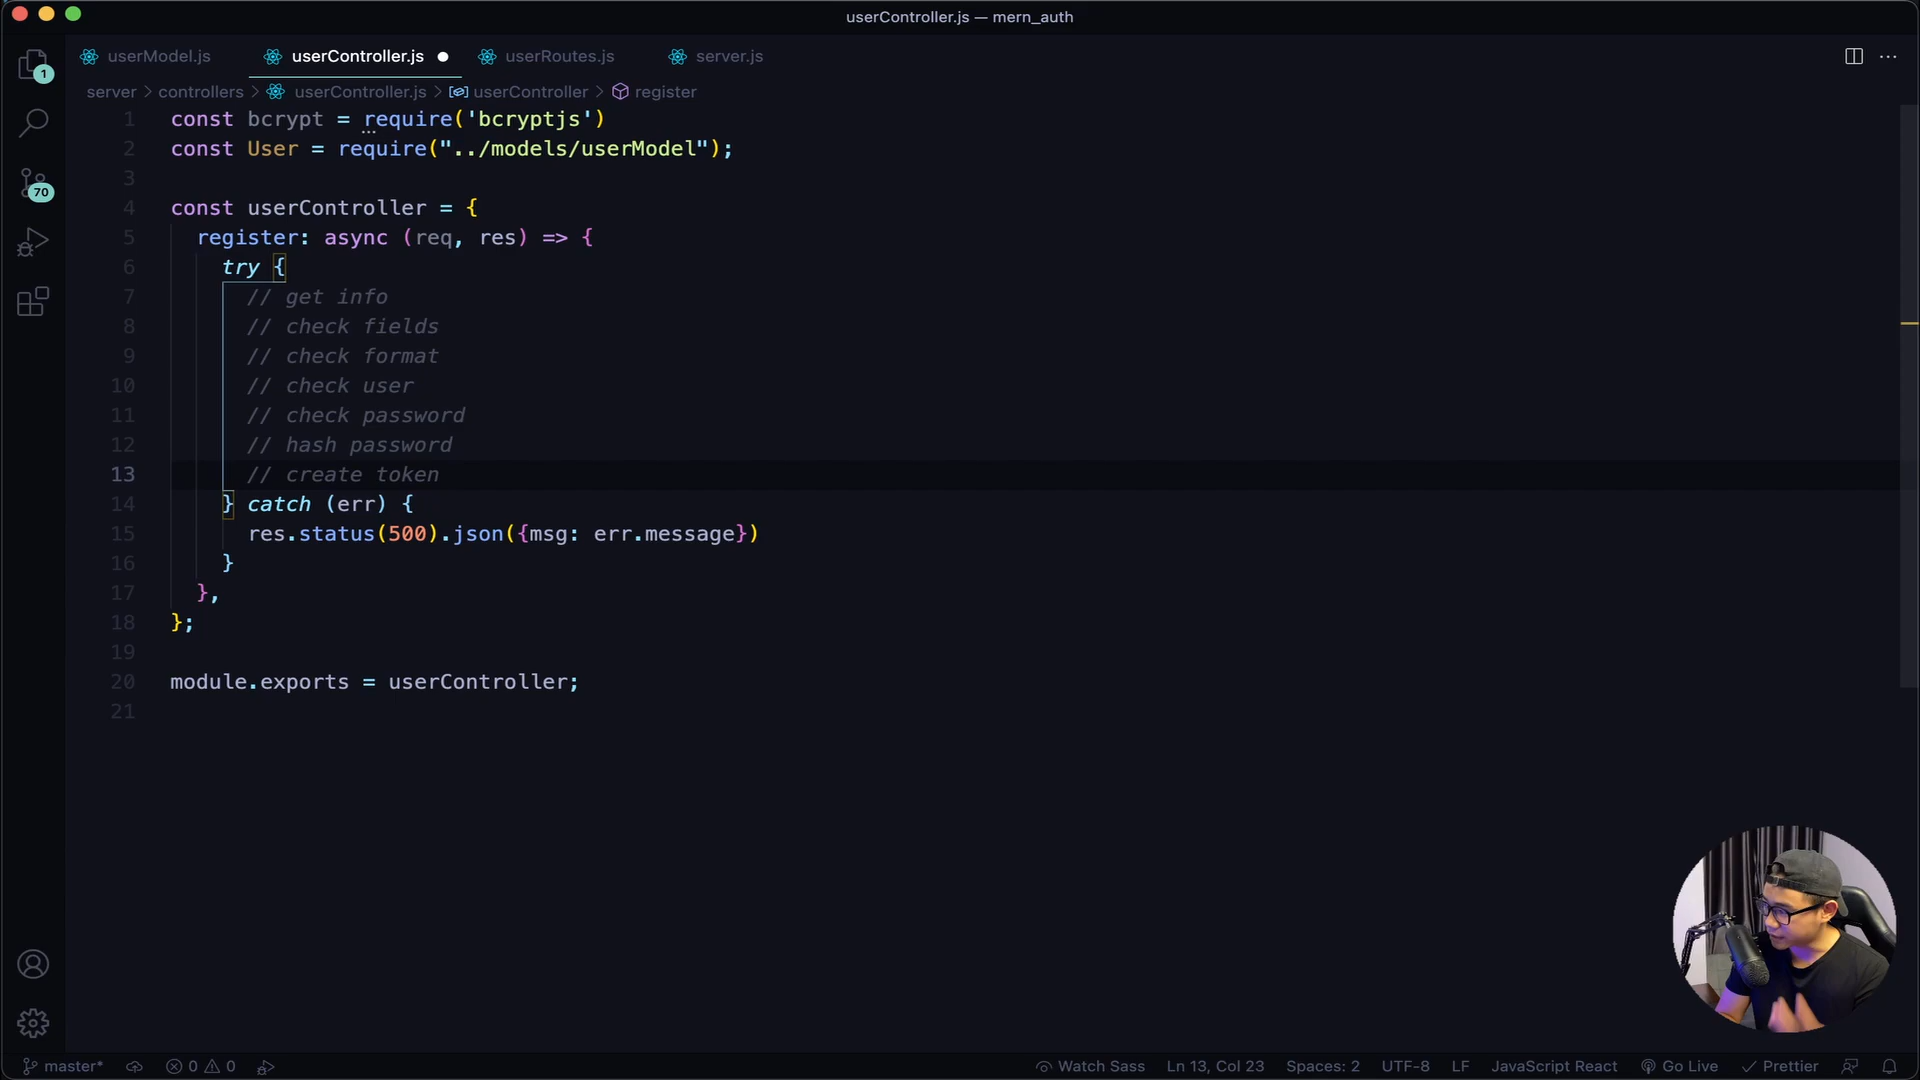 userController.js — mern_auth
userModel.js userController.js userRoutes.js server.js
server > controllers > userController.js > userController > register
1 const bcrypt = require('bcryptjs')
2 const User = require("../models/userModel");
3
4 const userController = {
5 register: async (req, res) => {
6 try {
7 // get info
8 // check fields
9 // check format
10 // check user
11 // check password
12 // hash password
13 // create token
14 } catch (err) {
15 res.status(500).json({msg: err.message})
16 }
17 },
18 };
19
20 module.exports = userController;
21
1
70
master* 0 0 Watch Sass Ln 13, Col 23 Spaces: 2 UTF-8 LF JavaScript React Go Live Prettier